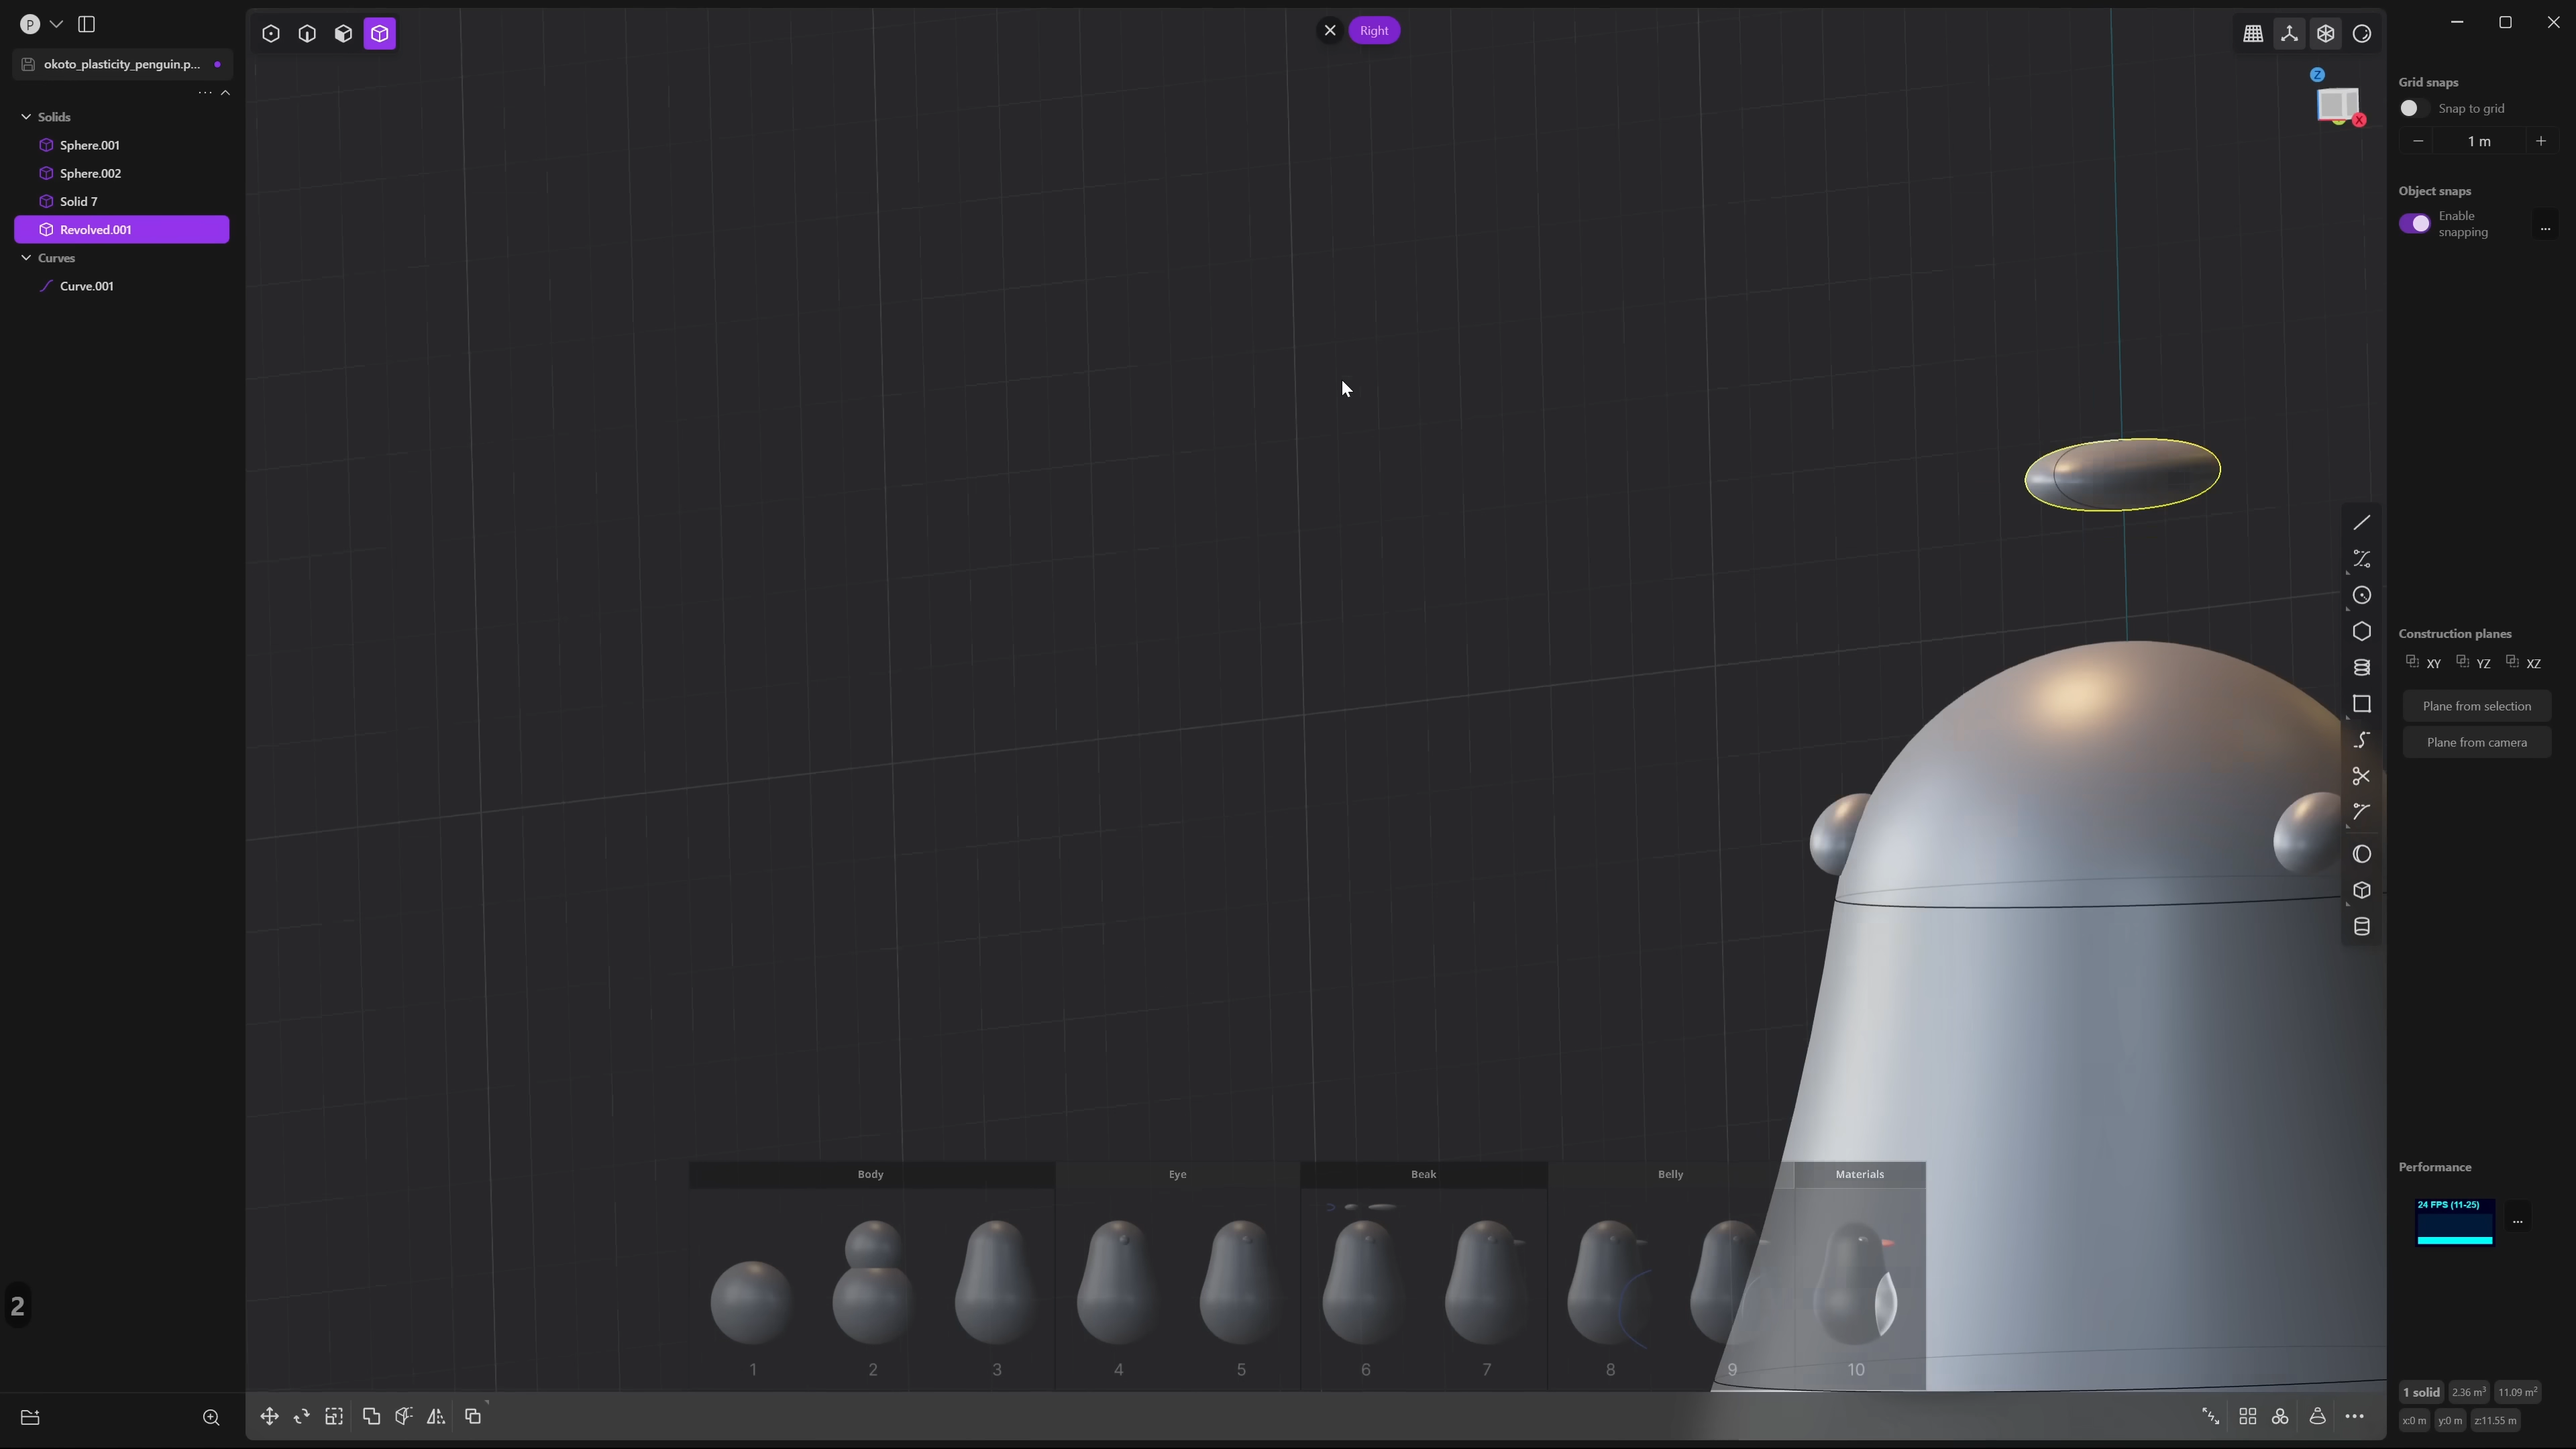 P
Right
okoto_plasticity_penguin.p...
Solids
Sphere.001
Sphere.002
Solid 7
Revolved.001
Curves
Curve.001
Z
X
Grid snaps
Snap to grid
1 m
Object snaps
Enable
snapping
...
Construction planes
XY YZ XZ
Plane from selection
Plane from camera
Performance
24 FPS (11-25)
...
Body Eye Beak Belly Materials
1 2 3 4 5 6 7 8 9 10
2
1 solid 2.36 m³ 11.09 m²
x:0 m y:0 m z:11.55 m